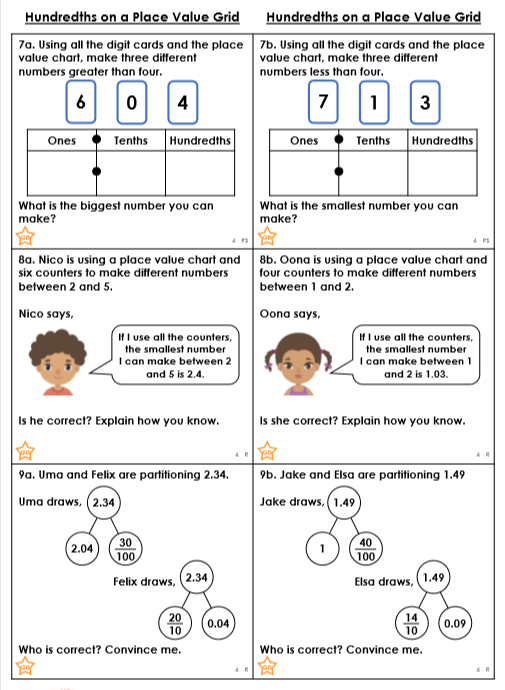 Hundredths on a Place Value Grid
7a. Using all the digit cards and the place
value chart, make three different
numbers greater than four.
6 0 4
Ones Tenths Hundredths
What is the biggest number you can
make?
GD
PS
Hundredths on a Place Value Grid
7b. Using all the digit cards and the place
value chart, make three different
numbers less than four.
7 1 3
Ones Tenths Hundredths
What is the smallest number you can
make?
GD
PS
8a. Nico is using a place value chart and
six counters to make different numbers
between 2 and 5.
Nico says,
If I use all the counters,
the smallest number
I can make between 2
and 5 is 2.4.
Is he correct? Explain how you know.
GD
R
8b. Oona is using a place value chart and
four counters to make different numbers
between 1 and 2.
Oona says,
If I use all the counters,
the smallest number
I can make between 1
and 2 is 1.03.
Is she correct? Explain how you know.
GD
R
9a. Uma and Felix are partitioning 2.34.
Uma draws, 2.34
2.04 30
100
Felix draws, 2.34
20
10 0.04
Who is correct? Convince me.
GD
R
9b. Jake and Elsa are partitioning 1.49
Jake draws, 1.49
1 40
100
Elsa draws, 1.49
14
10 0.09
Who is correct? Convince me.
GD
R